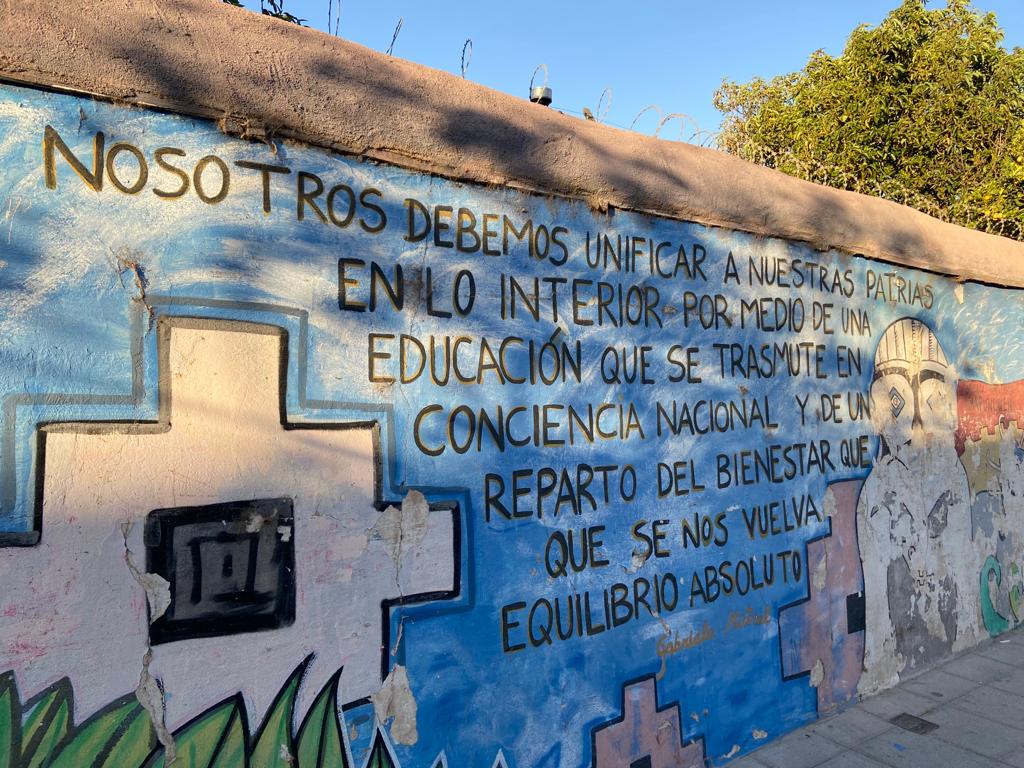 NOSOTROS DEBEMOS UNIFICAR A NUESTRAS PATRIAS
EN LO INTERIOR POR MEDIO DE UNA
EDUCACIÓN QUE SE TRASMUTE EN
CONCIENCIA NACIONAL Y DE UN
REPARTO DEL BIENESTAR QUE
QUE SE NOS VUELVA
EQUILIBRIO ABSOLUTO
Gabriela Mistral